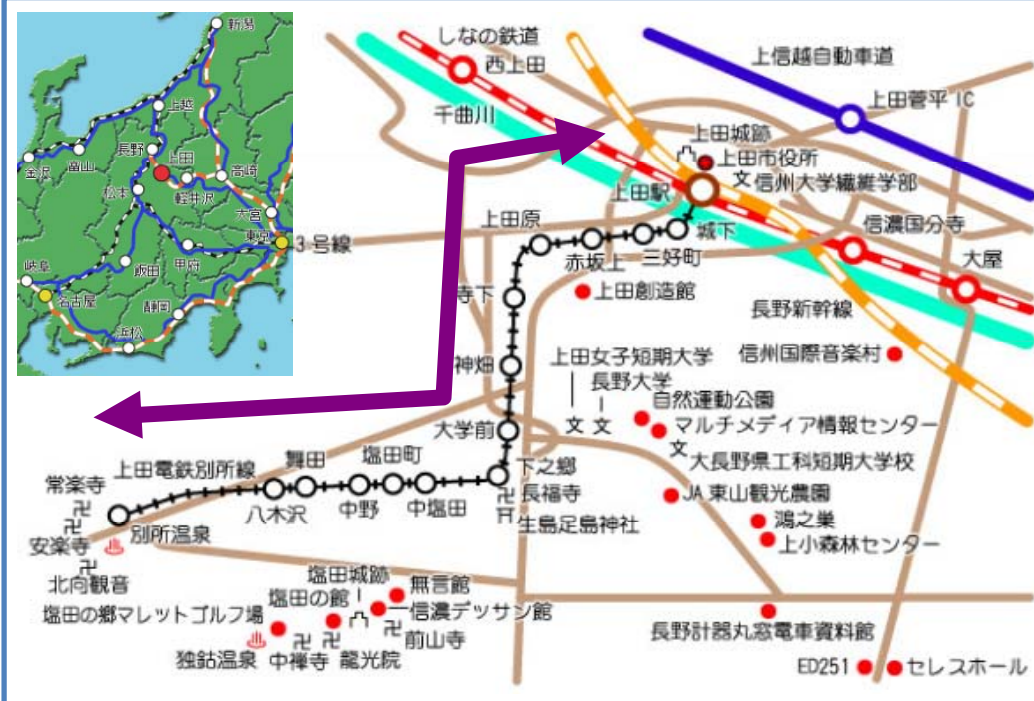 新潟
上越
金沢
富山
長野
上田
軽井沢
高崎
松本
大宮
東京
岐阜
飯田
甲府
名古屋
静岡
浜松
しなの鉄道
西上田
上信越自動車道
千曲川
上田菅平IC
上田城跡
上田市役所
文 信州大学繊維学部
上田駅
上田原
城下
信濃国分寺
3号線
赤坂上
三好町
大屋
寺下
上田創造館
長野新幹線
神畑
上田女子短期大学
長野大学
信州国際音楽村
自然運動公園
大学前
文 文
マルチメディア情報センター
文
大長野県工科短期大学校
上田電鉄別所線
舞田
塩田町
下之郷
常楽寺
八木沢
中野
中塩田
卍 長福寺
JA東山観光農園
生島足島神社
別所温泉
鴻之巣
安楽寺
上小森林センター
北向観音
塩田城跡
無言館
塩田の館
信濃デッサン館
塩田の郷マレットゴルフ場
前山寺
長野計器丸窓電車資料館
独鈷温泉
中禅寺
龍光院
ED251
セレスホール